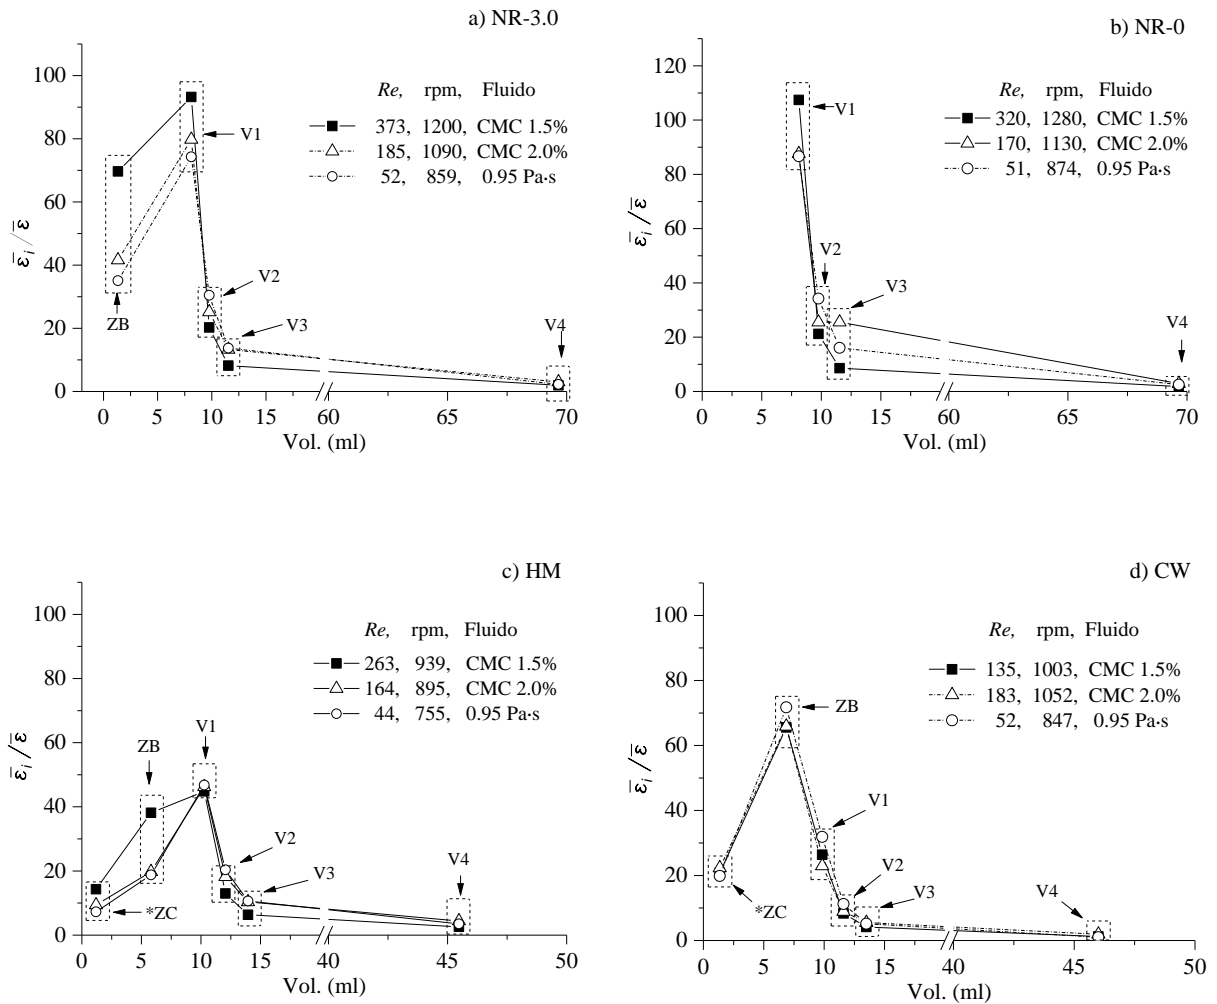 a) NR-3.0
Re, rpm, Fluido
373, 1200, CMC 1.5%
185, 1090, CMC 2.0%
52, 859, 0.95 Pa·s
100
80
60
40
20
0
ε̅i / ε̅
V1
ZB
V2
V3
V4
0 5 10 15 60 65 70
Vol. (ml)
b) NR-0
Re, rpm, Fluido
320, 1280, CMC 1.5%
170, 1130, CMC 2.0%
51, 874, 0.95 Pa·s
120
100
80
60
40
20
0
ε̅i / ε̅
V1
V2
V3
V4
0 5 10 15 60 65 70
Vol. (ml)
c) HM
Re, rpm, Fluido
263, 939, CMC 1.5%
164, 895, CMC 2.0%
44, 755, 0.95 Pa·s
100
80
60
40
20
0
ε̅i / ε̅
V1
ZB
V2
V3
V4
*ZC
0 5 10 15 40 45 50
Vol. (ml)
d) CW
Re, rpm, Fluido
135, 1003, CMC 1.5%
183, 1052, CMC 2.0%
52, 847, 0.95 Pa·s
100
80
60
40
20
0
ε̅i / ε̅
ZB
V1
V2
V3
V4
*ZC
0 5 10 15 40 45 50
Vol. (ml)